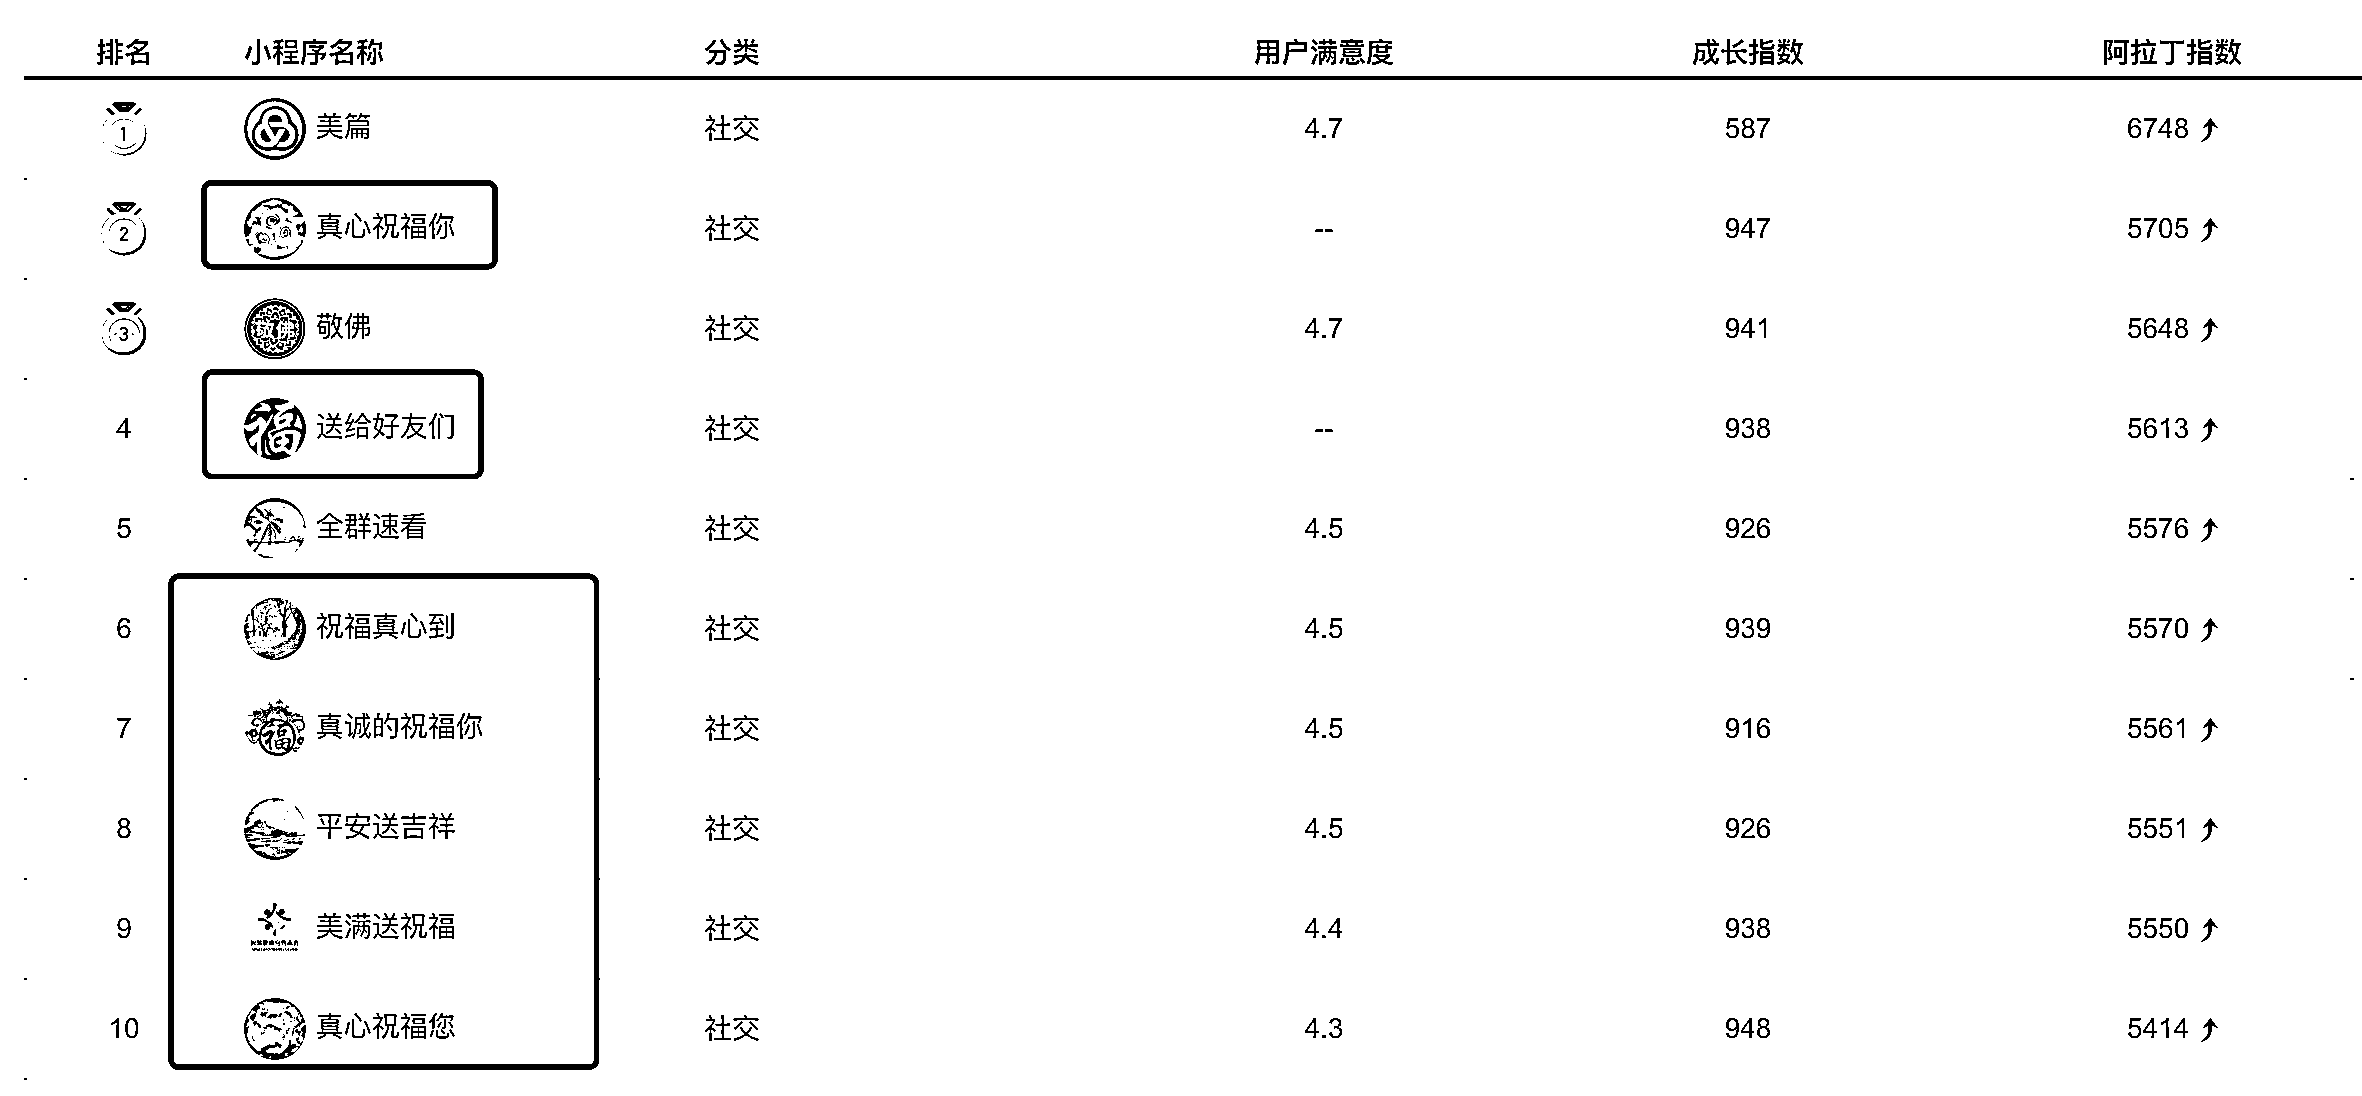 排名 小程序名称 分类 用户满意度 成长指数 阿拉丁指数
1 美篇 社交 4.7 587 6748
2 真心祝福你 社交 -- 947 5705
3 敬佛 社交 4.7 941 5648
4 福 送给好友们 社交 -- 938 5613
5 全群速看 社交 4.5 926 5576
6 祝福真心到 社交 4.5 939 5570
7 福 真诚的祝福你 社交 4.5 916 5561
8 平安送吉祥 社交 4.5 926 5551
9 美满送祝福 社交 4.4 938 5550
10 真心祝福您 社交 4.3 948 5414